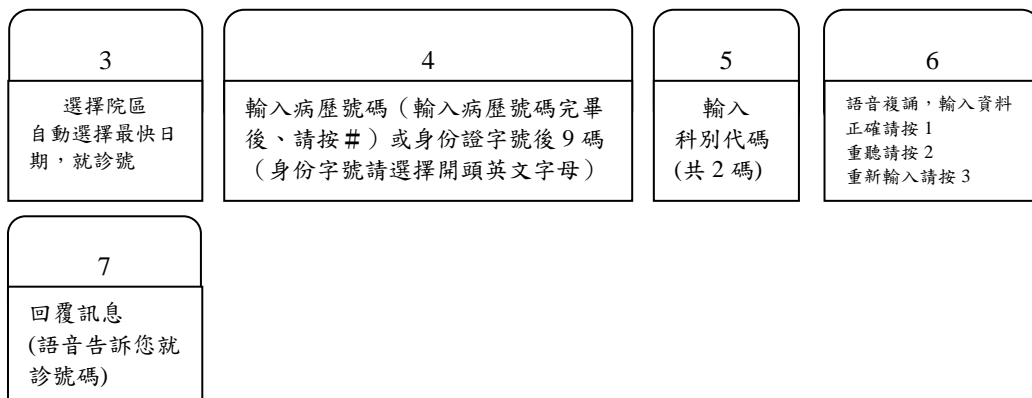 3
選擇院區
自動選擇最快日
期，就診號
4
輸入病歷號碼（輸入病歷號碼完畢
後、請按＃）或身份證字號後 9 碼
（身份字號請選擇開頭英文字母）
5
輸入
科別代碼
(共 2 碼)
6
語音複誦，輸入資料
正確請按 1
重聽請按 2
重新輸入請按 3
7
回覆訊息
(語音告訴您就
診號碼)